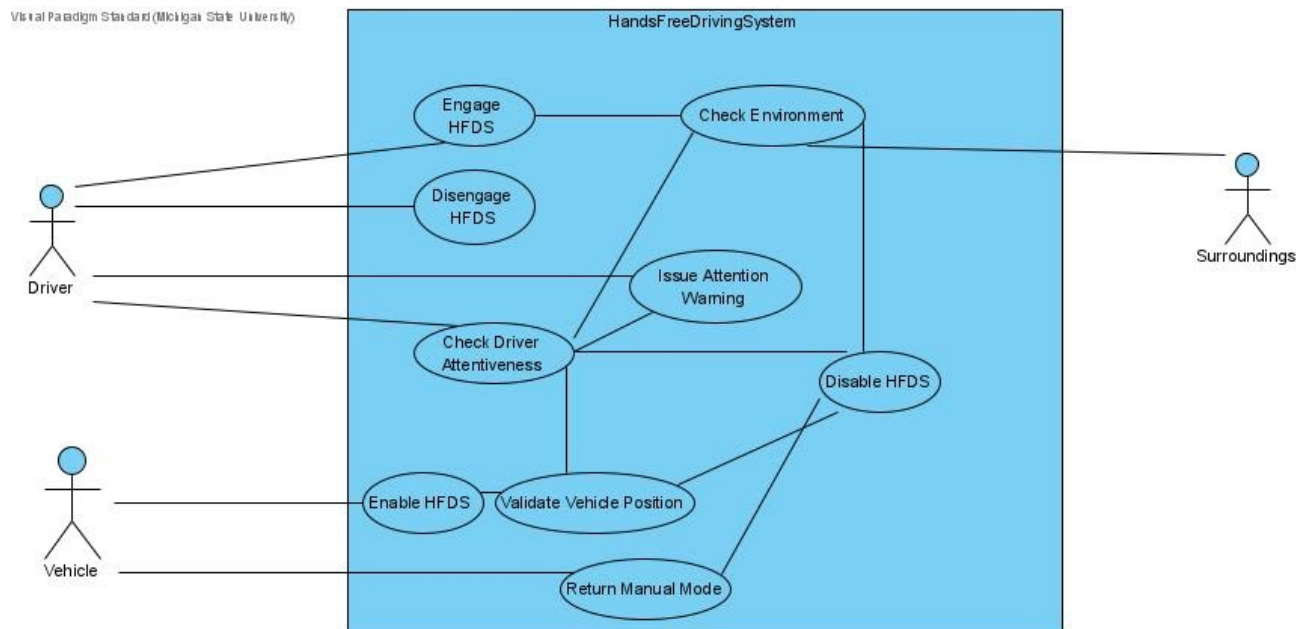 Visual Paradigm Standard (Michigan State University)
HandsFreeDrivingSystem
Engage
HFDS
Check Environment
Disengage
HFDS
Driver
Surroundings
Issue Attention
Warning
Check Driver
Attentiveness
Disable HFDS
Enable HFDS
Validate Vehicle Position
Vehicle
Return Manual Mode